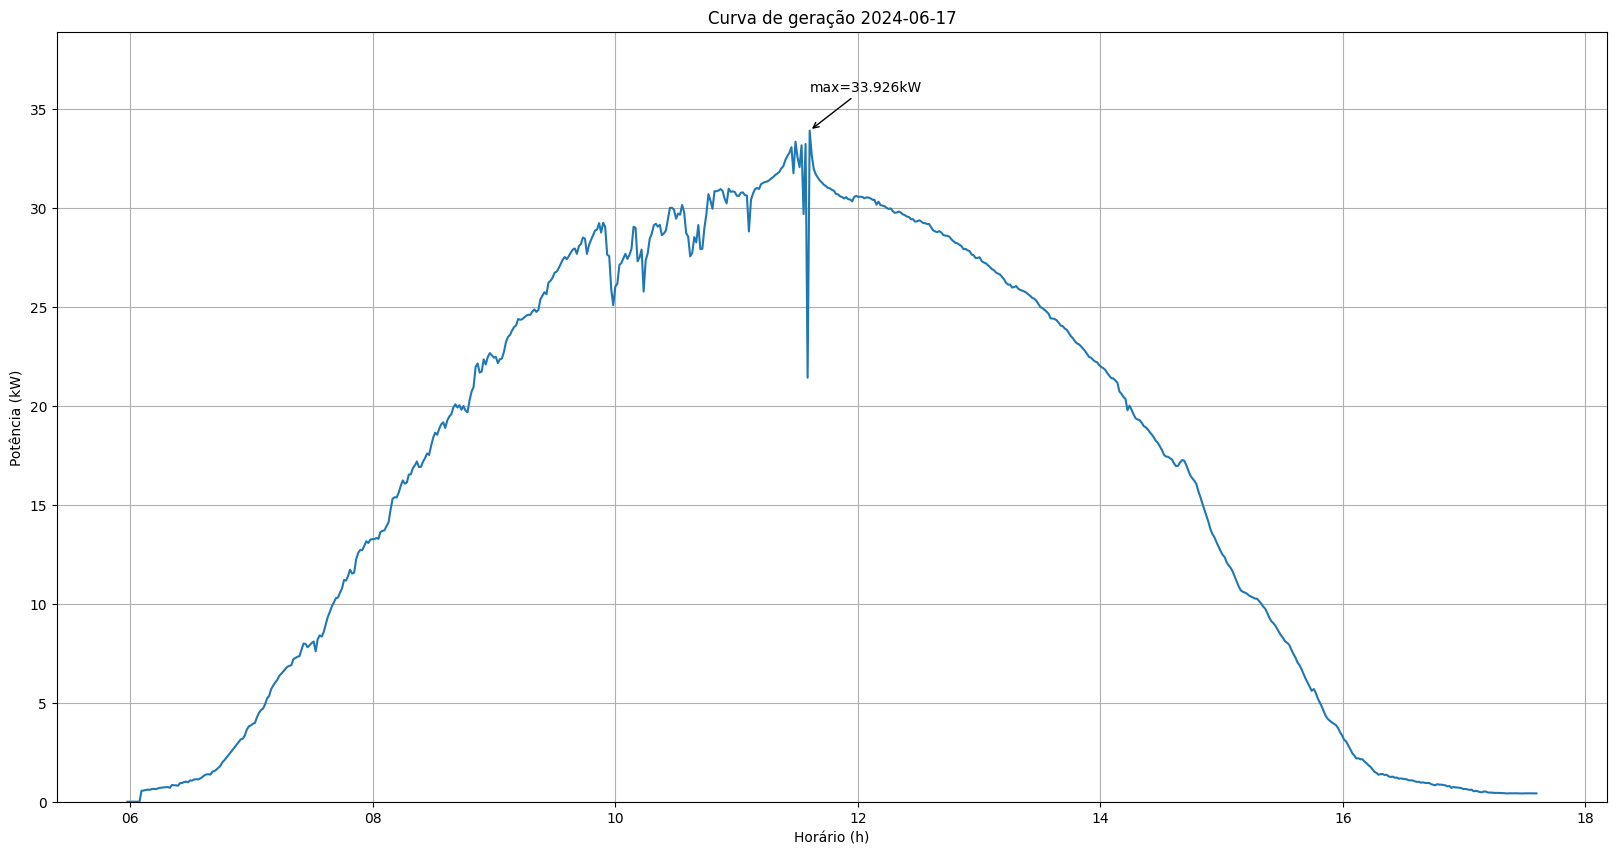 Curva de geração 2024-06-17
max=33.926kW
Potência (kW)
35
30
25
20
15
10
5
0
06 08 10 12 14 16 18
Horário (h)